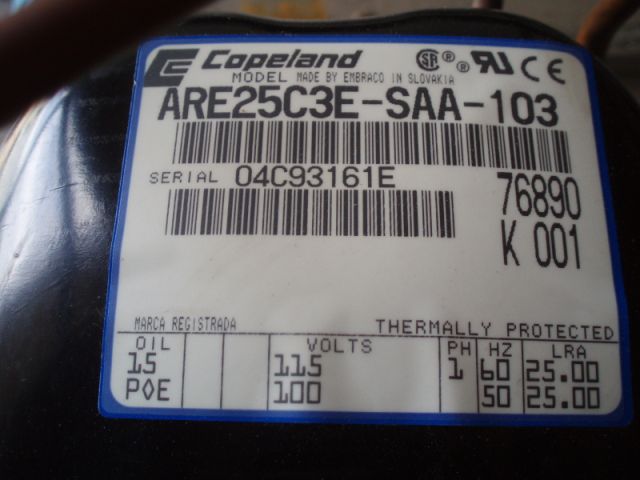 Copeland
MODEL MADE BY EMBRACO IN SLOVAKIA
ARE25C3E-SAA-103
SERIAL 04C93161E
76890
K 001
MARCA REGISTRADA
THERMALLY PROTECTED
OIL VOLTS PH HZ LRA
15 115 1 60 25.00
POE 100 50 25.00